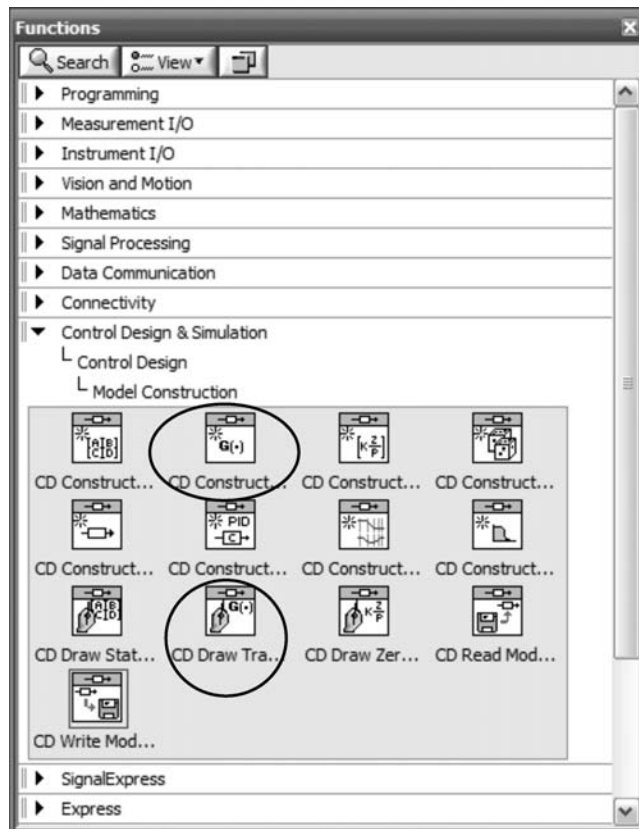 Functions
Search View
Programming
Measurement I/O
Instrument I/O
Vision and Motion
Mathematics
Signal Processing
Data Communication
Connectivity
Control Design & Simulation
Control Design
Model Construction
[A|B] [C|D] G(•) [K Z/P]
CD Construct... CD Construct... CD Construct... CD Construct...
PID C
CD Construct... CD Construct... CD Construct... CD Construct...
[A|B] [C|D] G(•) K Z/P
CD Draw Stat... CD Draw Tra... CD Draw Zer... CD Read Mod...
CD Write Mod...
SignalExpress
Express